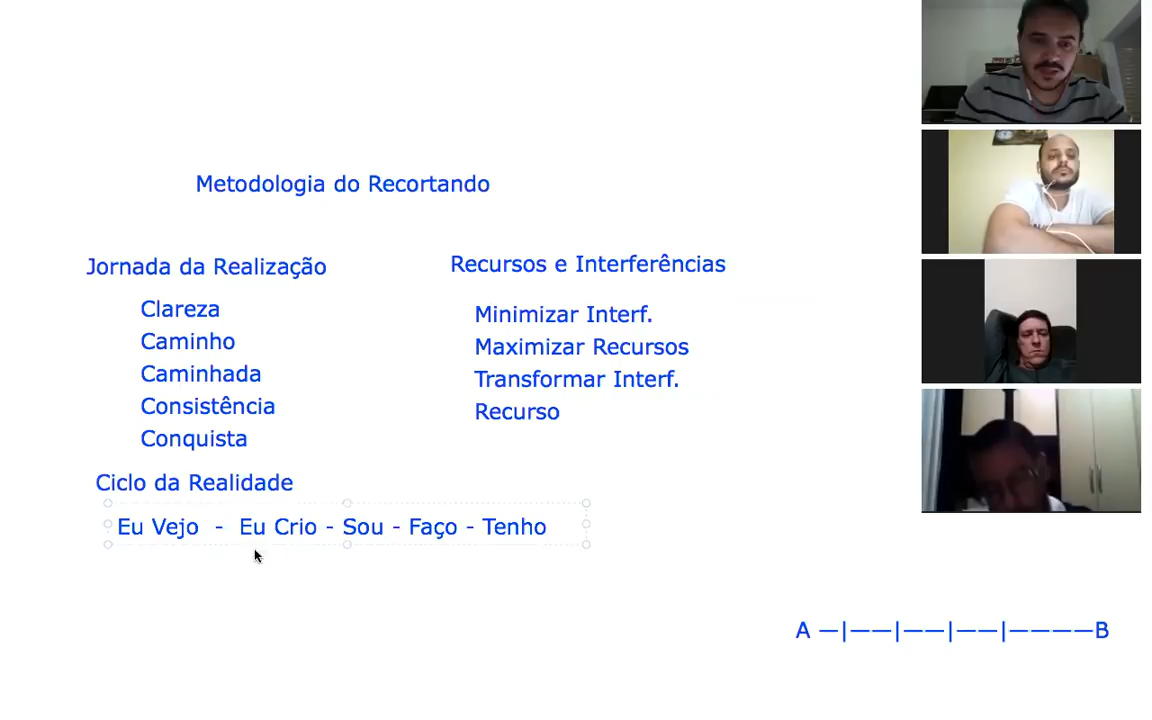 Metodologia do Recortando
Jornada da Realização
Clareza
Caminho
Caminhada
Consistência
Conquista
Recursos e Interferências
Minimizar Interf.
Maximizar Recursos
Transformar Interf.
Recurso
Ciclo da Realidade
Eu Vejo - Eu Crio - Sou - Faço - Tenho
A —|——|——|——|————B